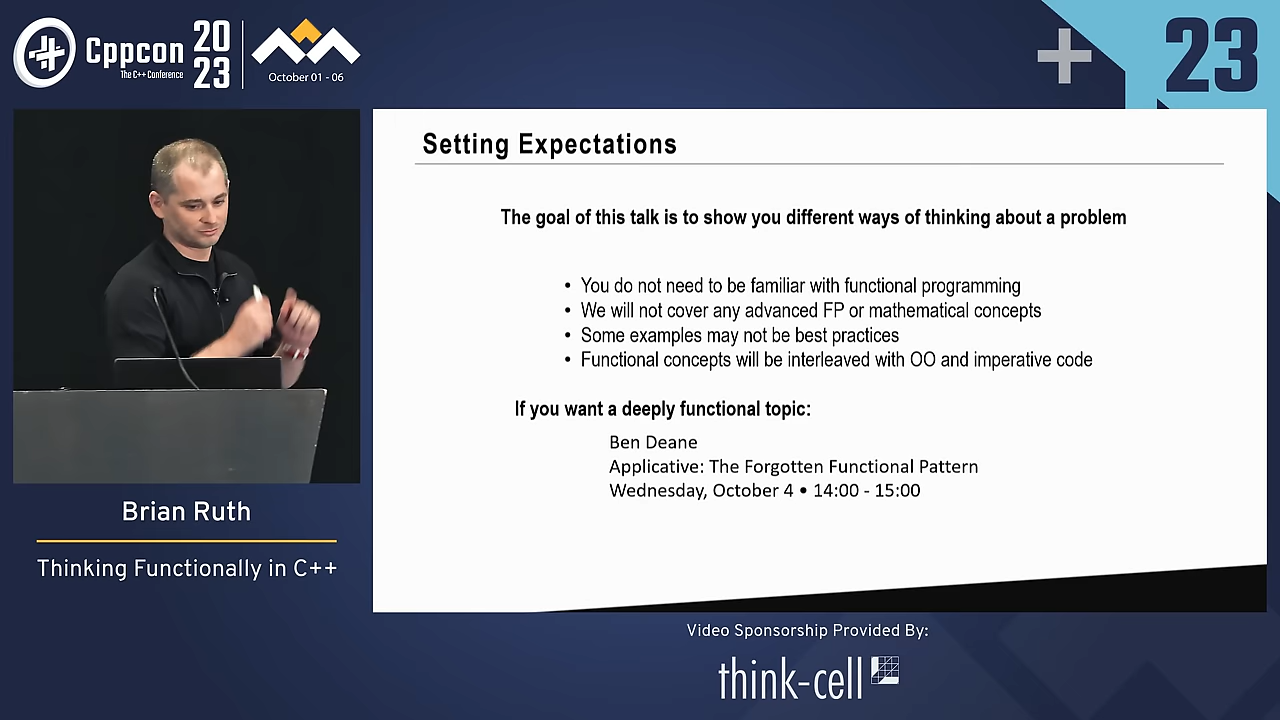 Cppcon
The C++ Conference
20
23
October 01 - 06
23
Setting Expectations
The goal of this talk is to show you different ways of thinking about a problem
• You do not need to be familiar with functional programming
• We will not cover any advanced FP or mathematical concepts
• Some examples may not be best practices
• Functional concepts will be interleaved with OO and imperative code
If you want a deeply functional topic:
Ben Deane
Applicative: The Forgotten Functional Pattern
Wednesday, October 4 • 14:00 - 15:00
Brian Ruth
Thinking Functionally in C++
Video Sponsorship Provided By:
think-cell